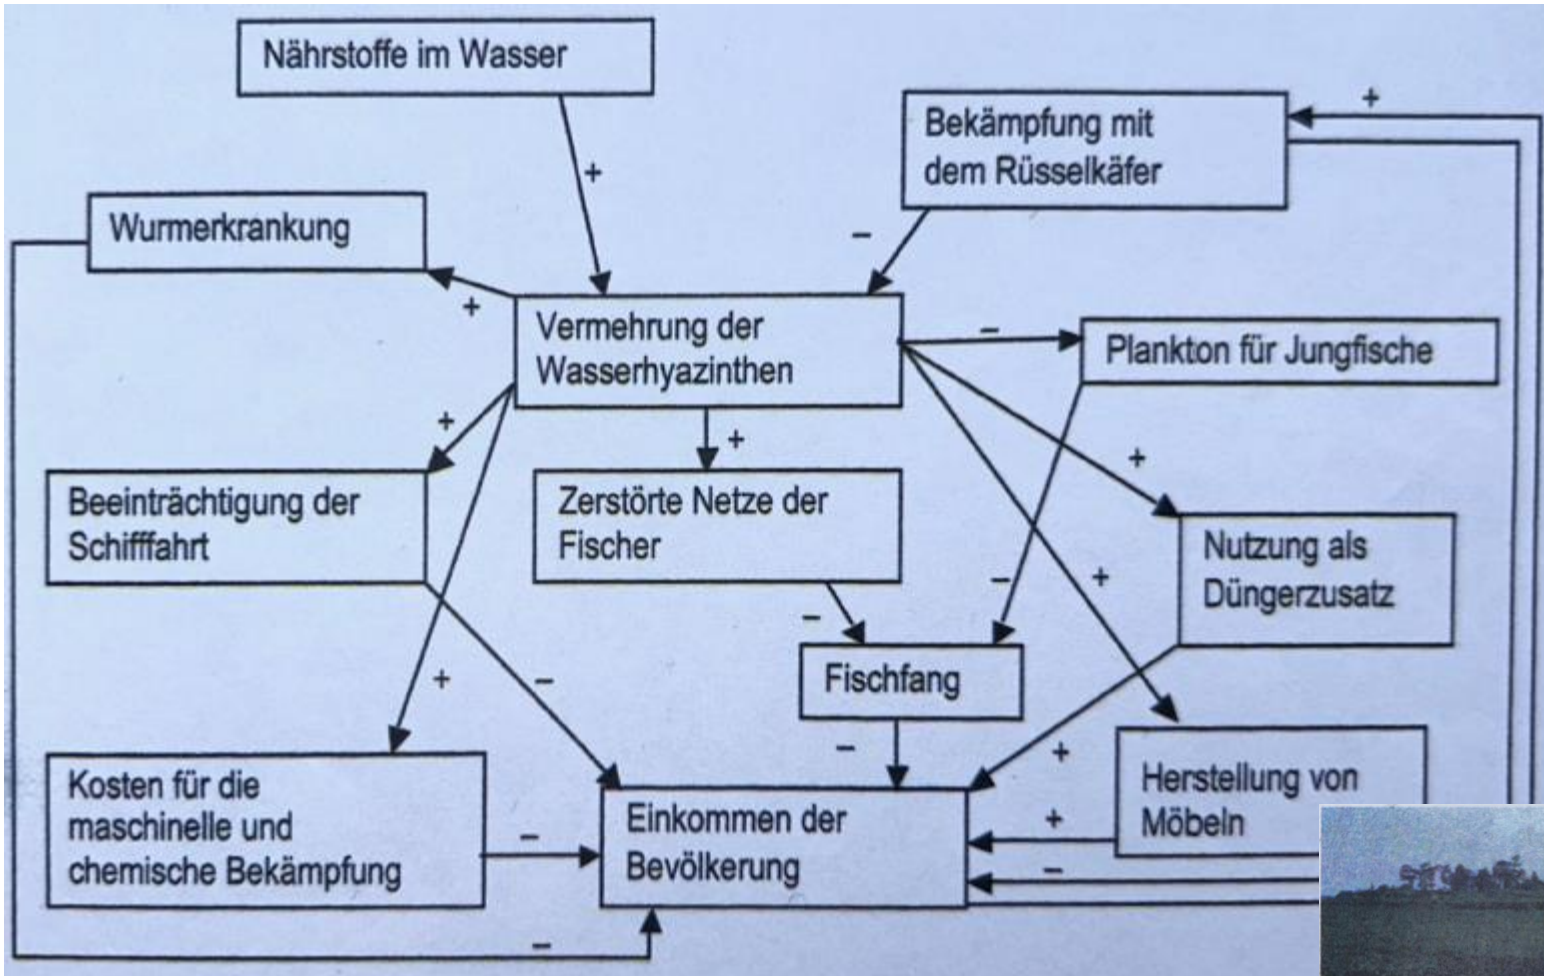 Nährstoffe im Wasser
+
Bekämpfung mit
dem Rüsselkäfer
+
Wurmerkrankung
–
+
Vermehrung der
Wasserhyazinthen
–
Plankton für Jungfische
+
+
+
Beeinträchtigung der
Schifffahrt
Zerstörte Netze der
Fischer
Nutzung als
Düngerzusatz
–
+
–
+
–
Fischfang
–
+
Kosten für die
maschinelle und
chemische Bekämpfung
–
Einkommen der
Bevölkerung
+
–
Herstellung von
Möbeln
–